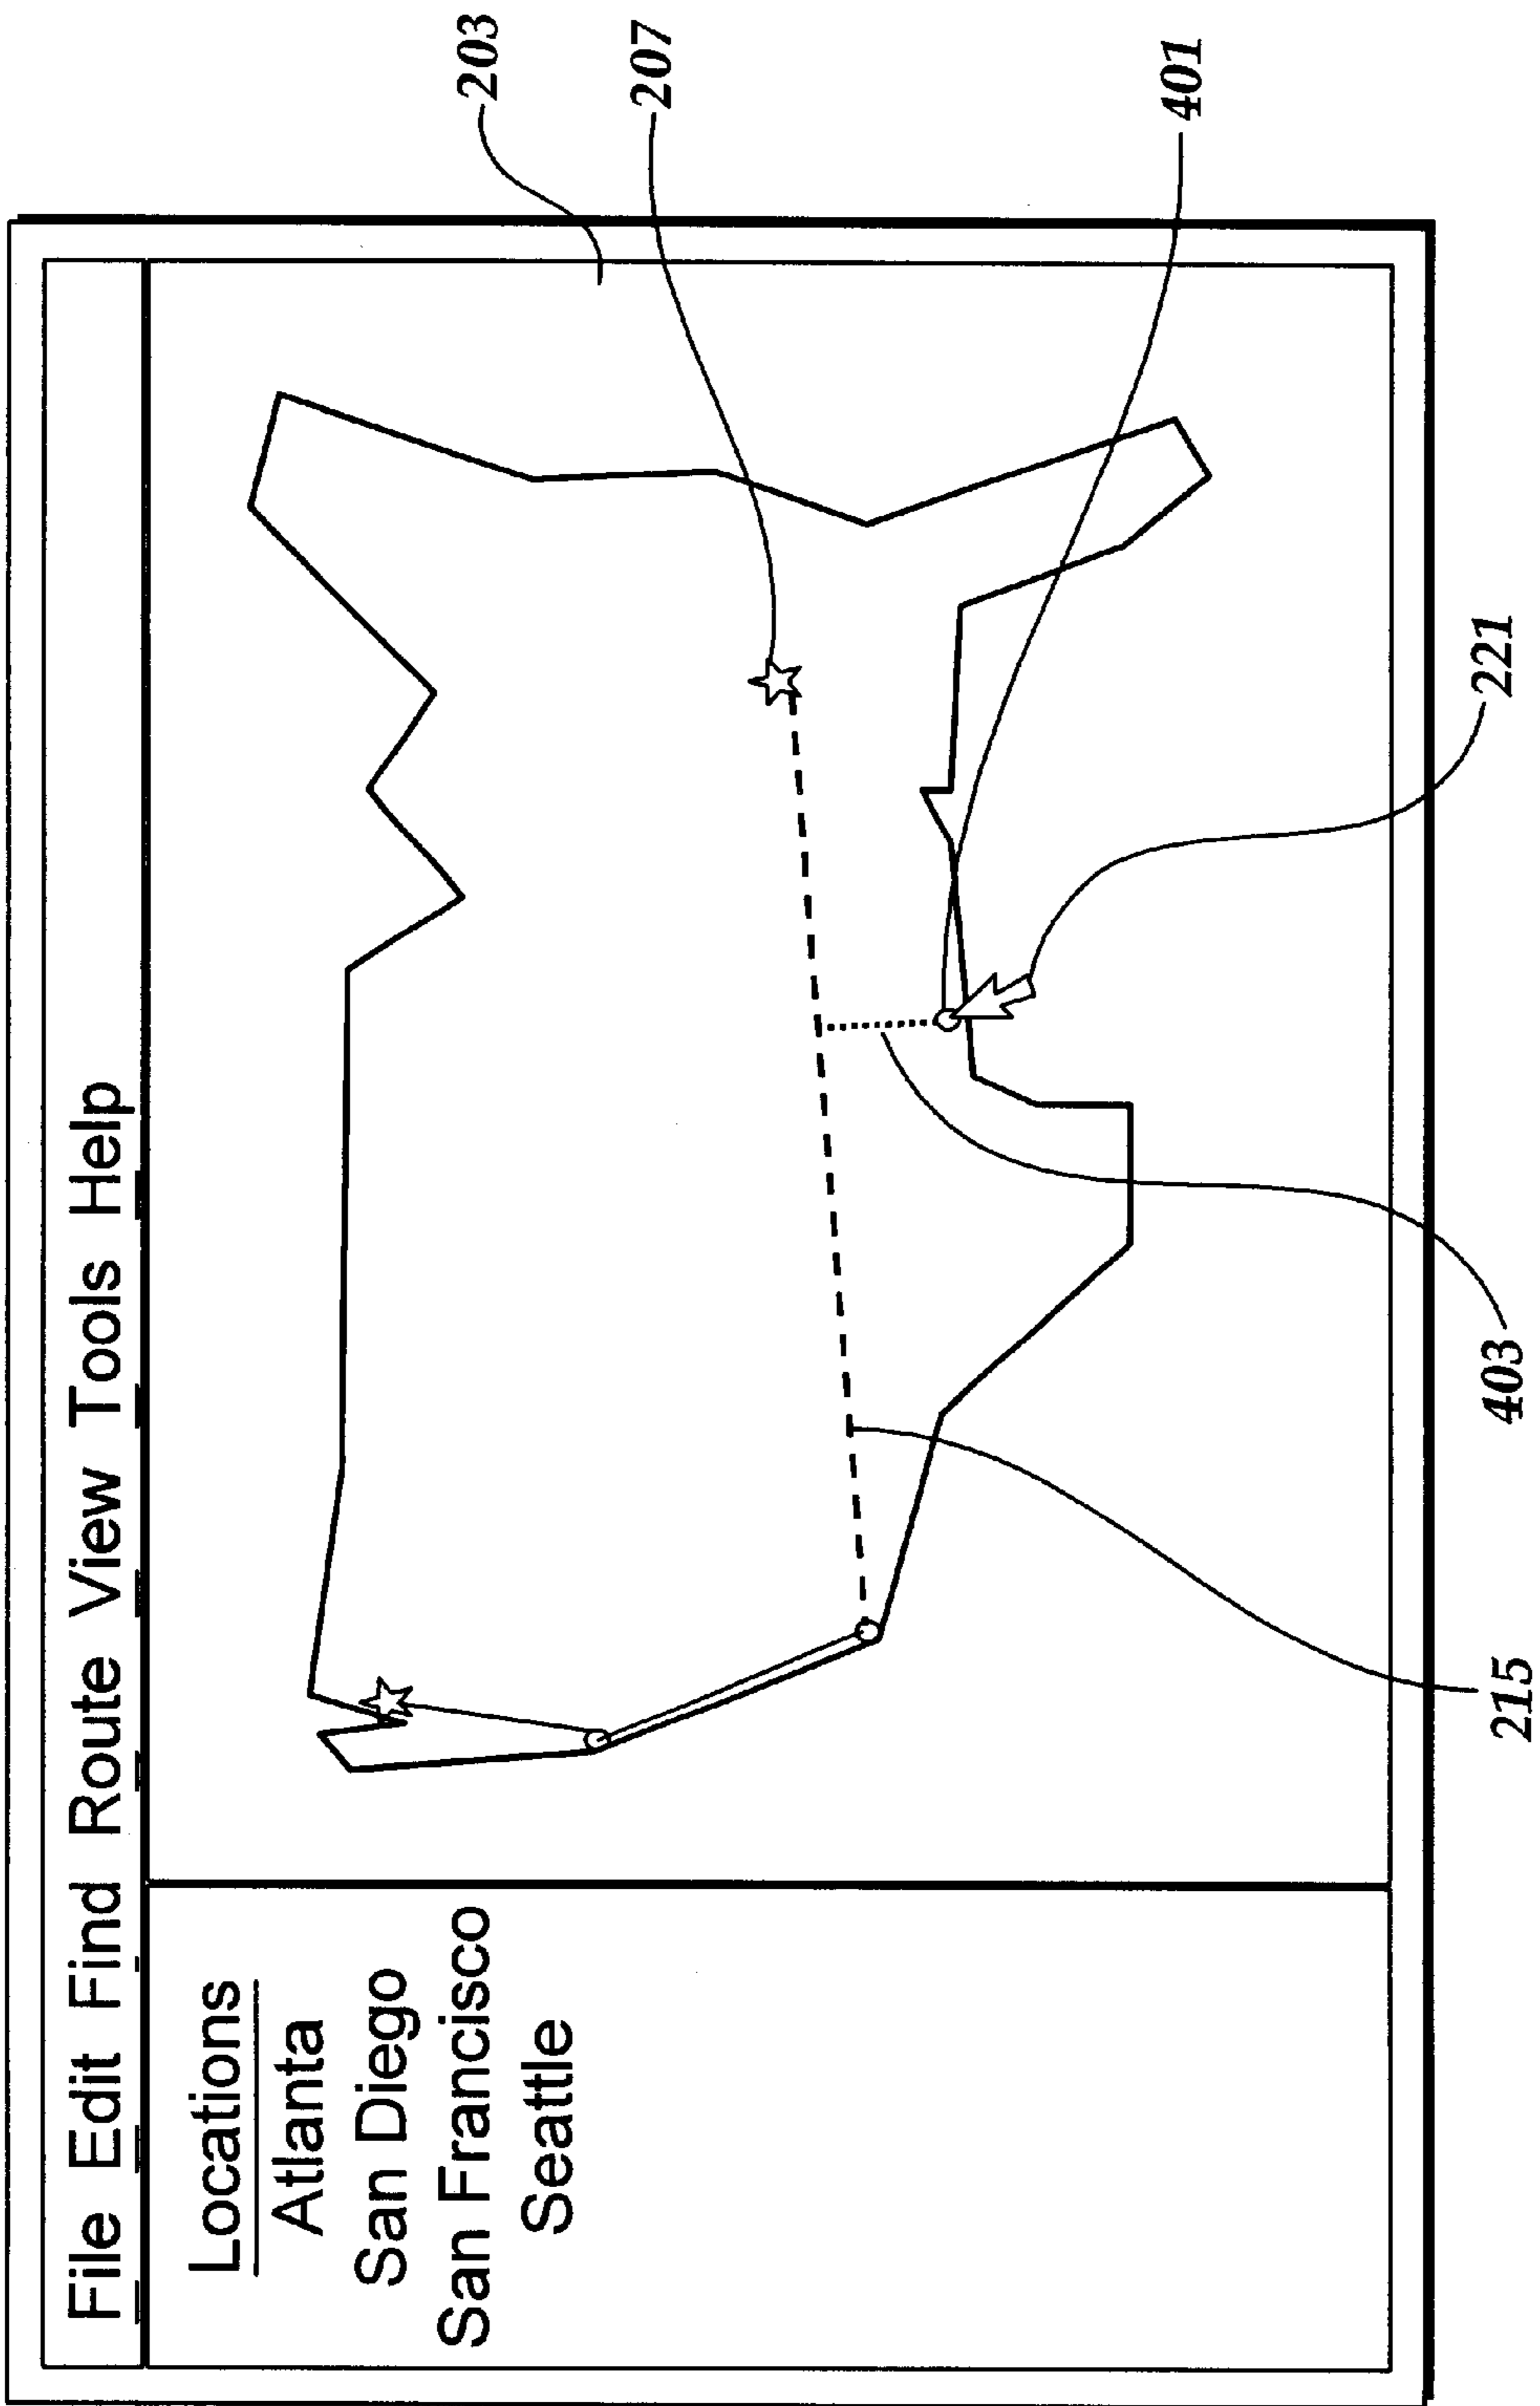 File Edit Find Route View Tools Help
Locations
Atlanta
San Diego
San Francisco
Seattle
203
207
401
221
403
215